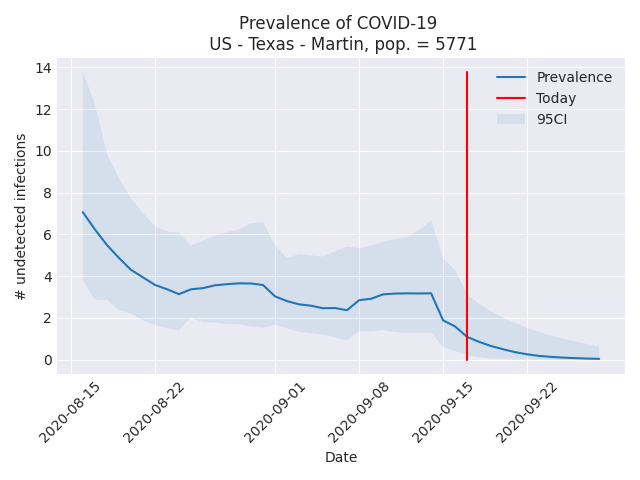 Prevalence of COVID-19
US - Texas - Martin, pop. = 5771
# undetected infections
14
12
10
8
6
4
2
0
Prevalence
Today
95CI
2020-08-15
2020-08-22
2020-09-01
2020-09-08
2020-09-15
2020-09-22
Date